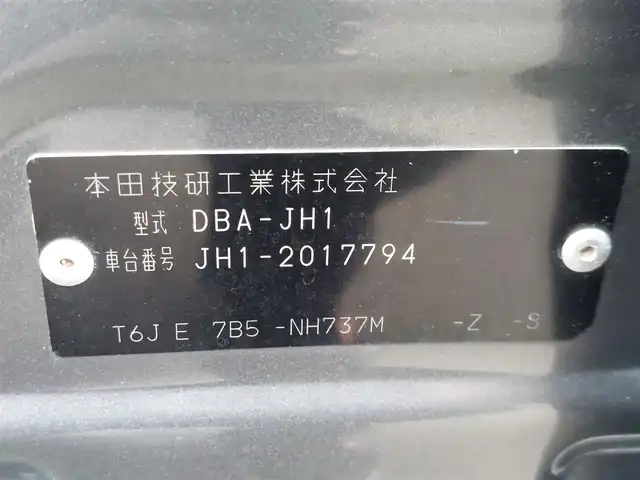 本田技研工業株式会社
型式 DBA-JH1
車台番号 JH1-2017794
T6J E 7B5 -NH737M -Z -S